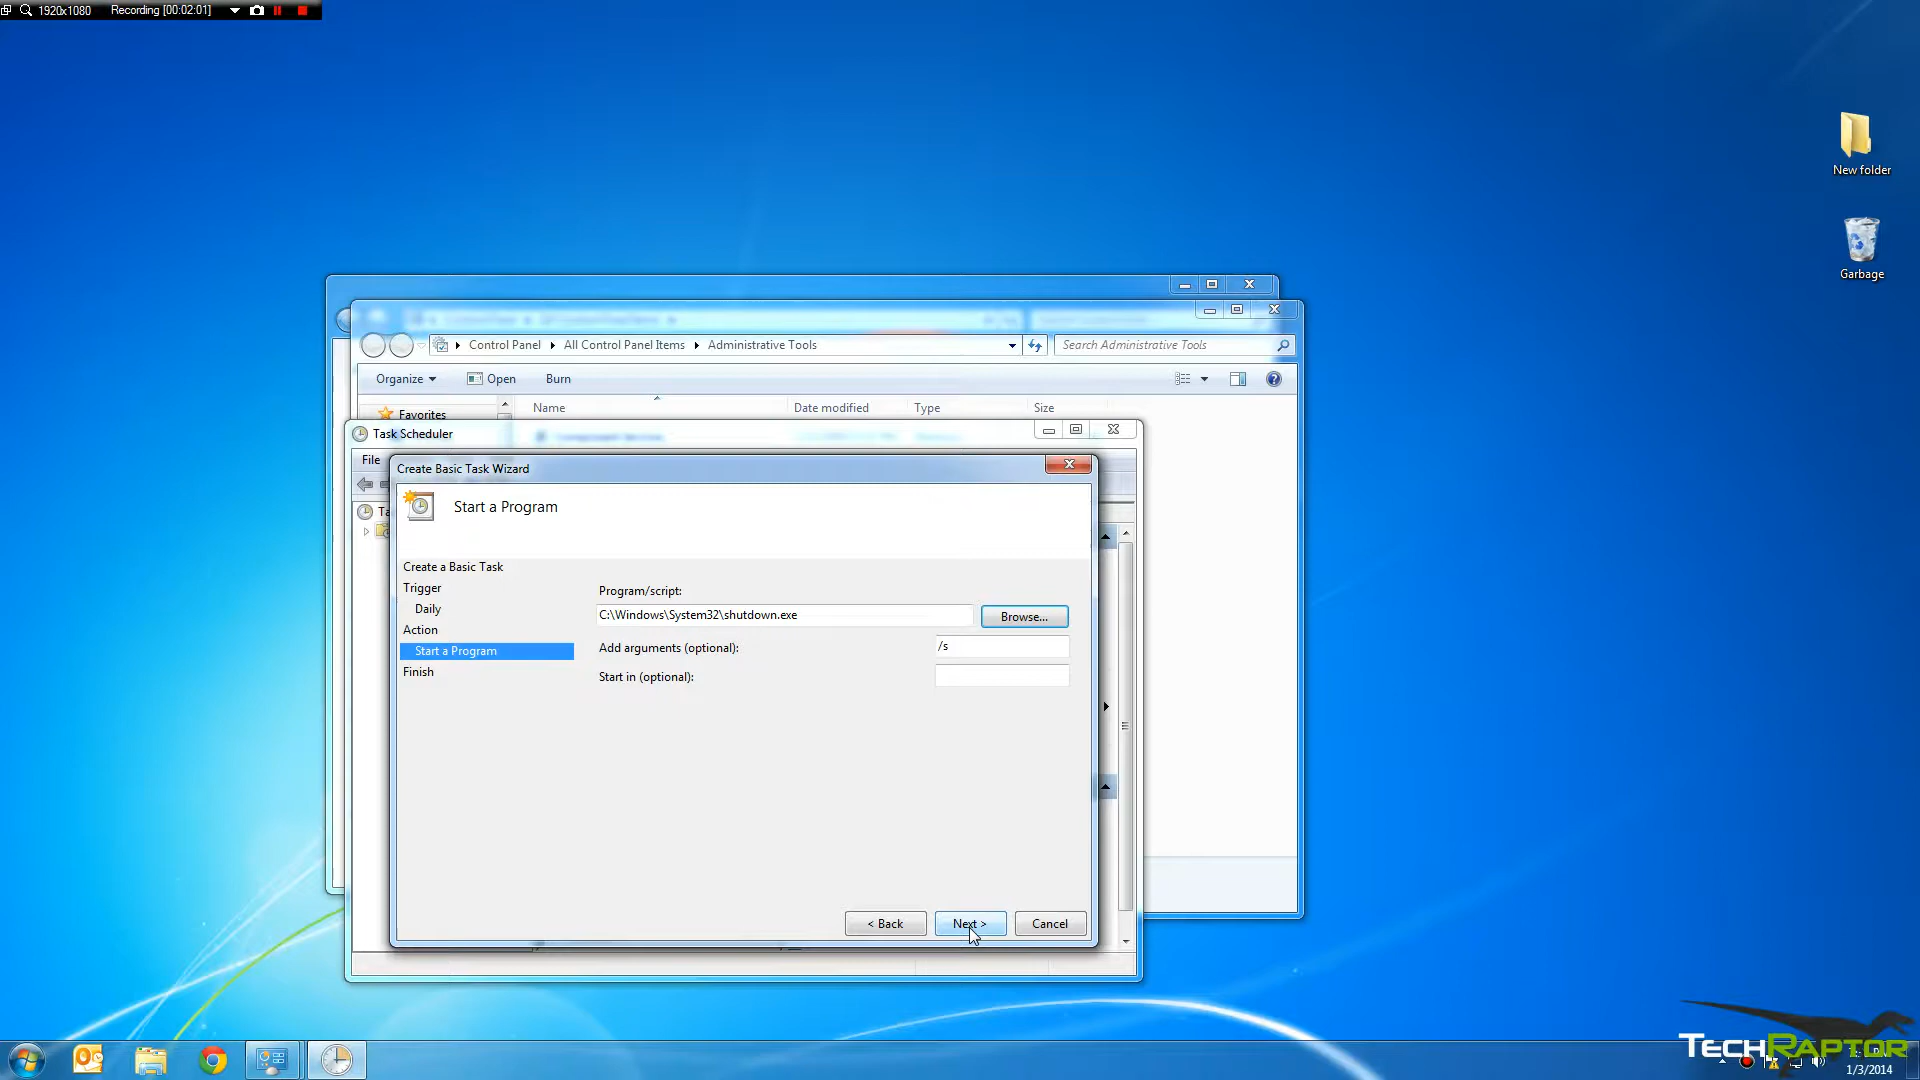 1920x1080 Recording [00:02:01]
New folder
Garbage
Control Panel All Control Panel Items Administrative Tools
Search Administrative Tools
Organize Open Burn
Favorites
Name Date modified Type Size
Task Scheduler
File
Create Basic Task Wizard
Start a Program
Create a Basic Task
Trigger
Daily
Action
Start a Program
Finish
Program/script:
C:\Windows\System32\shutdown.exe
Browse...
Add arguments (optional):
/s
Start in (optional):
< Back
Next >
Cancel
TECHRAPTOR
1/3/2014